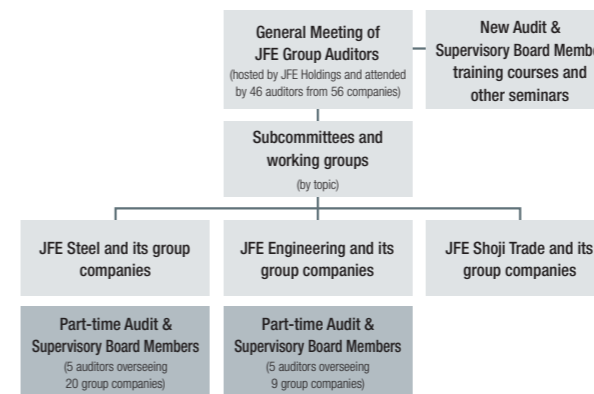 General Meeting of
JFE Group Auditors
(hosted by JFE Holdings and attended
by 46 auditors from 56 companies)
New Audit &
Supervisory Board Membe
training courses and
other seminars
Subcommittees and
working groups
(by topic)
JFE Steel and its group
companies
JFE Engineering and its
group companies
JFE Shoji Trade and its
group companies
Part-time Audit &
Supervisory Board Members
(5 auditors overseeing
20 group companies)
Part-time Audit &
Supervisory Board Members
(5 auditors overseeing
9 group companies)